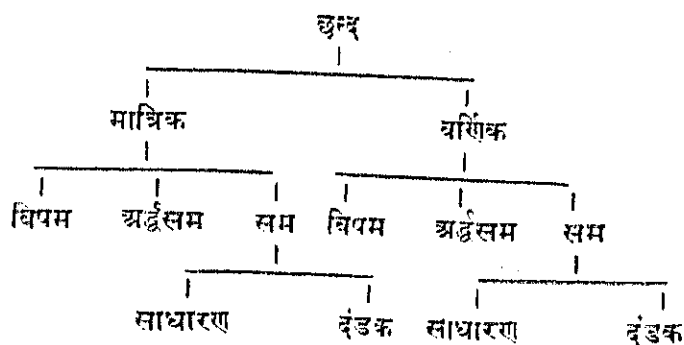 छन्द
मात्रिक वर्णिक
विषम अर्द्धसम सम विषम अर्द्धसम सम
साधारण दंडक साधारण दंडक